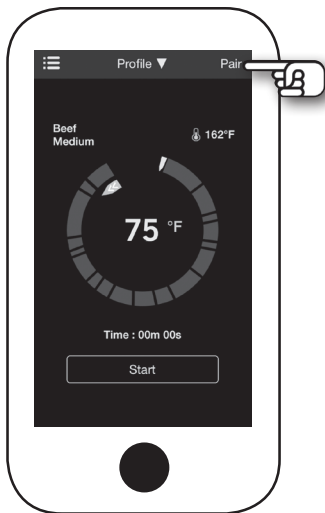 Profile ▼ Pair
Beef
Medium
162°F
75 °F
Time : 00m 00s
Start